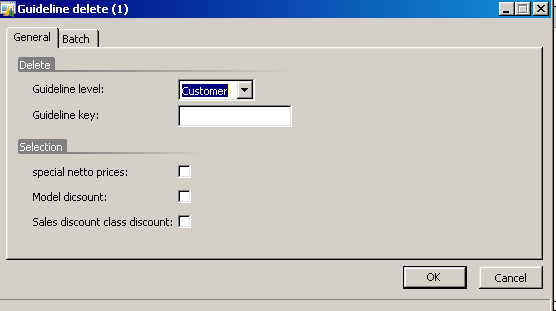 Guideline delete (1)
General Batch
Delete
Guideline level: Customer
Guideline key:
Selection
special netto prices:
Model dicsount:
Sales discount class discount:
OK Cancel